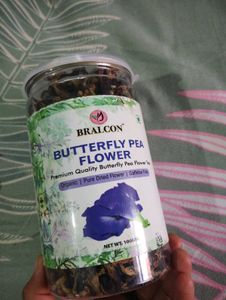 BRALCON
BUTTERFLY PEA
FLOWER
Premium Quality Butterfly Pea Flower Tea
Organic | Pure Dried Flower | Caffeine Free
NET WT.